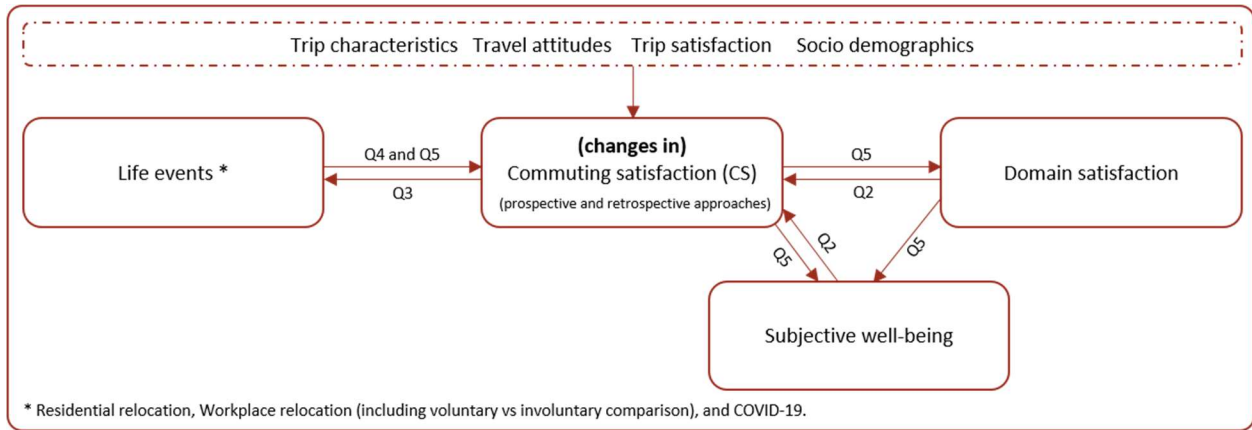 Trip characteristics Travel attitudes Trip satisfaction Socio demographics
Life events *
Q4 and Q5
Q3
(changes in)
Commuting satisfaction (CS)
(prospective and retrospective approaches)
Q5
Q2
Domain satisfaction
Q5
Q2
Q5
Subjective well-being
* Residential relocation, Workplace relocation (including voluntary vs involuntary comparison), and COVID-19.